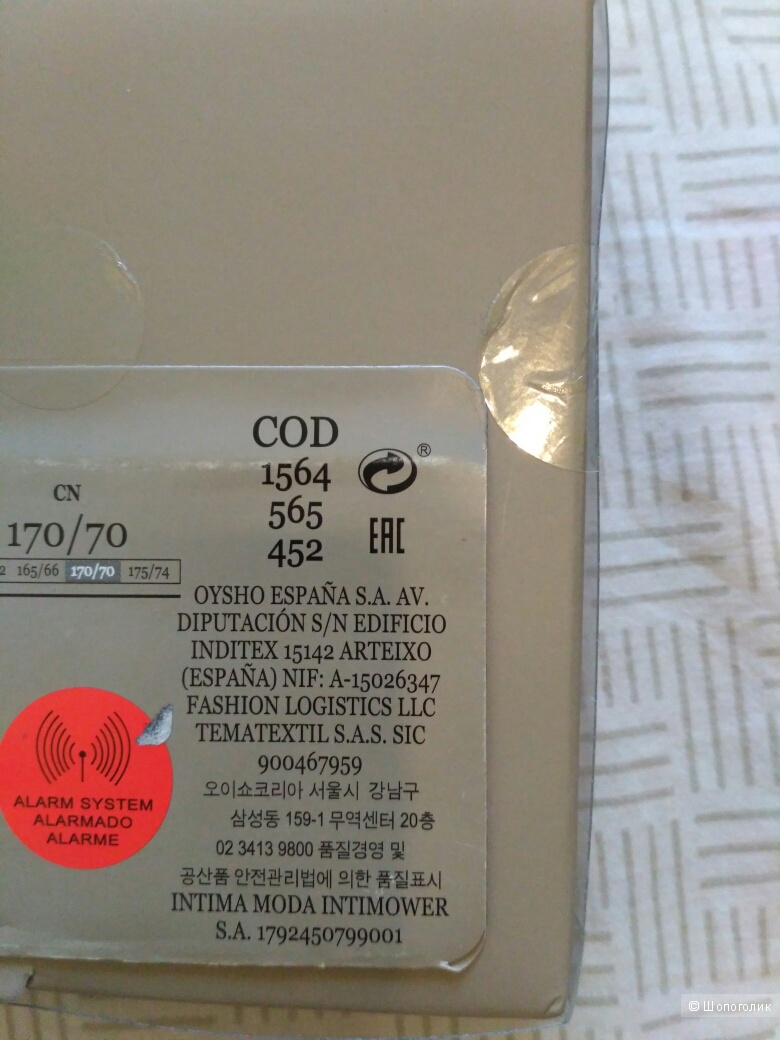 COD
1564
565
452
®
EAC
CN
170/70
2 165/66 170/70 175/74
OYSHO ESPAÑA S.A. AV.
DIPUTACIÓN S/N EDIFICIO
INDITEX 15142 ARTEIXO
(ESPAÑA) NIF: A-15026347
FASHION LOGISTICS LLC
TEMATEXTIL S.A.S. SIC
900467959
오이쇼코리아 서울시 강남구
삼성동 159-1 무역센터 20층
02 3413 9800 품질경영 및
공산품 안전관리법에 의한 품질표시
INTIMA MODA INTIMOWER
S.A. 1792450799001
ALARM SYSTEM
ALARMADO
ALARME
© Шопоголик